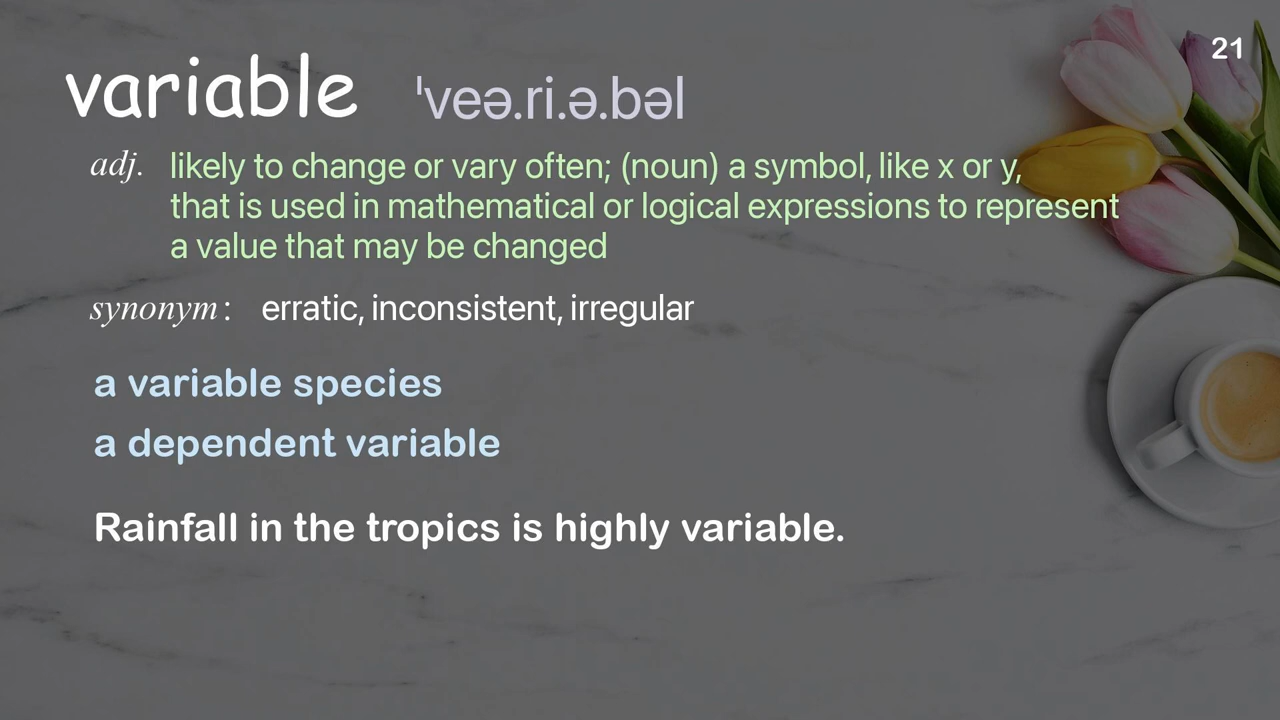 21
variable ˈveə.ri.ə.bəl
adj. likely to change or vary often; (noun) a symbol, like x or y,
that is used in mathematical or logical expressions to represent
a value that may be changed
synonym: erratic, inconsistent, irregular
a variable species
a dependent variable
Rainfall in the tropics is highly variable.